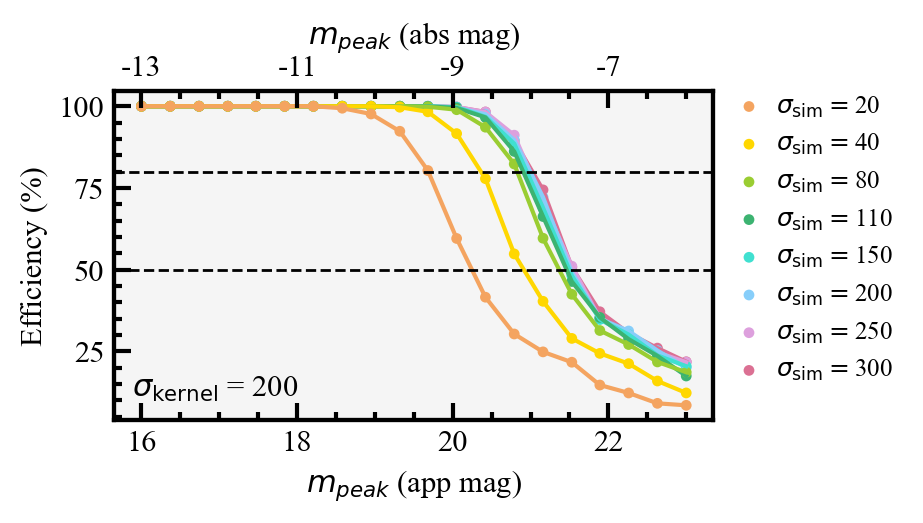 m_peak (abs mag)
-13 -11 -9 -7
100
75
50
25
Efficiency (%)
σ_kernel = 200
16 18 20 22
m_peak (app mag)
σ_sim = 20
σ_sim = 40
σ_sim = 80
σ_sim = 110
σ_sim = 150
σ_sim = 200
σ_sim = 250
σ_sim = 300